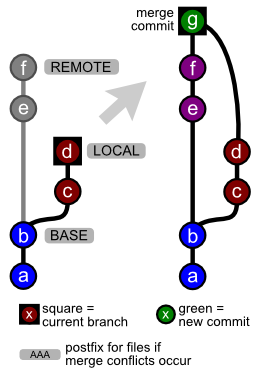 merge
commit
g
f REMOTE
f
e
e
d LOCAL
d
c
c
b BASE
b
a
a
x square =
current branch
x green =
new commit
AAA postfix for files if
merge conflicts occur